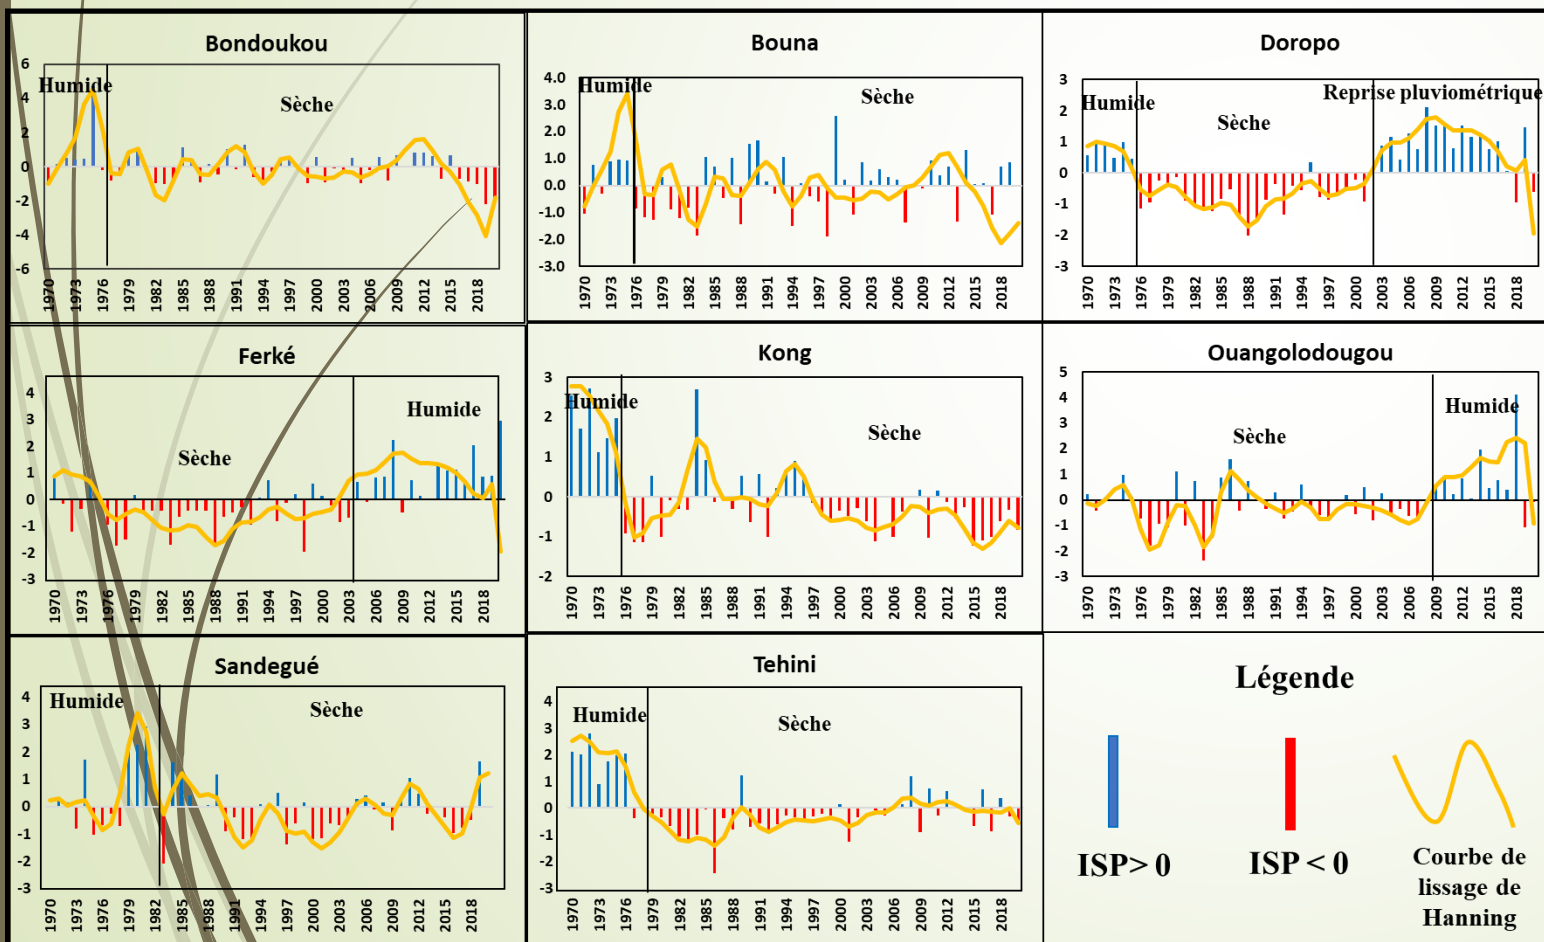 Bondoukou
6
4
2
0
-2
-4
-6
Humide
Sèche
1970 1973 1976 1979 1982 1985 1988 1991 1994 1997 2000 2003 2006 2009 2012 2015 2018
Bouna
4.0
3.0
2.0
1.0
0.0
-1.0
-2.0
-3.0
Humide
Sèche
1970 1973 1976 1979 1982 1985 1988 1991 1994 1997 2000 2003 2006 2009 2012 2015 2018
Doropo
3
2
1
0
-1
-2
-3
Humide
Sèche
Reprise pluviométrique
1970 1973 1976 1979 1982 1985 1988 1991 1994 1997 2000 2003 2006 2009 2012 2015 2018
Ferké
4
3
2
1
0
-1
-2
-3
Sèche
Humide
1970 1973 1976 1979 1982 1985 1988 1991 1994 1997 2000 2003 2006 2009 2012 2015 2018
Kong
3
2
1
0
-1
-2
Humide
Sèche
1970 1973 1976 1979 1982 1985 1988 1991 1994 1997 2000 2003 2006 2009 2012 2015 2018
Ouangolodougou
5
4
3
2
1
0
-1
-2
-3
Sèche
Humide
1970 1973 1976 1979 1982 1985 1988 1991 1994 1997 2000 2003 2006 2009 2012 2015 2018
Sandegué
4
3
2
1
0
-1
-2
-3
Humide
Sèche
1970 1973 1976 1979 1982 1985 1988 1991 1994 1997 2000 2003 2006 2009 2012 2015 2018
Tehini
4
3
2
1
0
-1
-2
-3
Humide
Sèche
1970 1973 1976 1979 1982 1985 1988 1991 1994 1997 2000 2003 2006 2009 2012 2015 2018
Légende
ISP> 0
ISP < 0
Courbe de
lissage de
Hanning